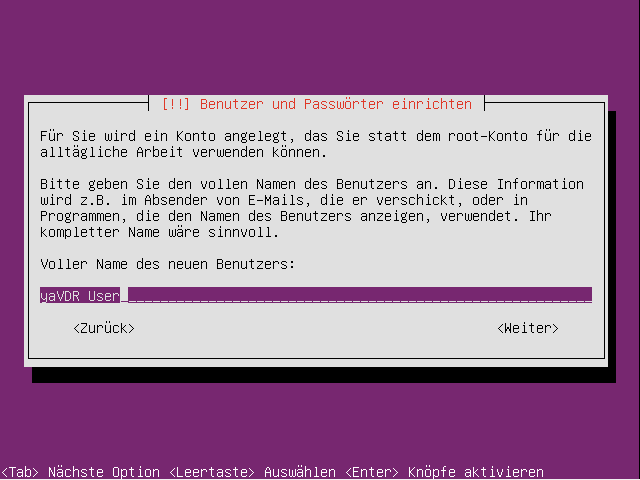 [!!] Benutzer und Passwörter einrichten
Für Sie wird ein Konto angelegt, das Sie statt dem root-Konto für die
alltägliche Arbeit verwenden können.
Bitte geben Sie den vollen Namen des Benutzers an. Diese Information
wird z.B. im Absender von E-Mails, die er verschickt, oder in
Programmen, die den Namen des Benutzers anzeigen, verwendet. Ihr
kompletter Name wäre sinnvoll.
Voller Name des neuen Benutzers:
yaVDR User
<Zurück> <Weiter>
<Tab> Nächste Option <Leertaste> Auswählen <Enter> Knöpfe aktivieren